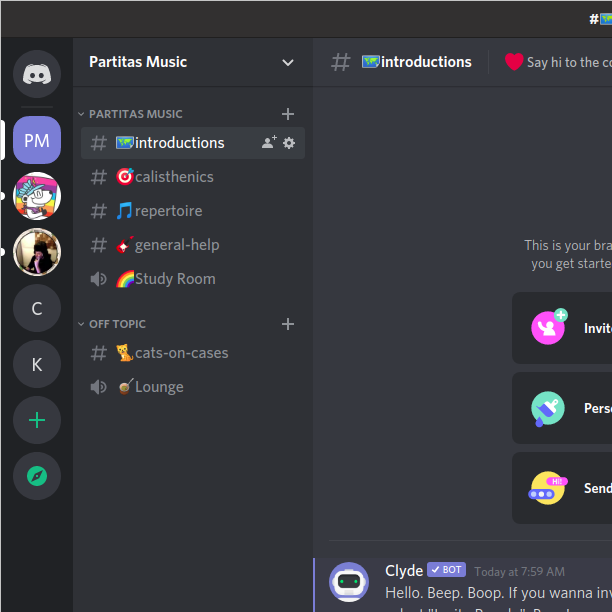 #
Partitas Music
# introductions
Say hi to the co
PM
PARTITAS MUSIC
# introductions
# calisthenics
# repertoire
# general-help
Study Room
C
OFF TOPIC
K
# cats-on-cases
Lounge
This is your bra
you get starte
Invite
Pers
Send
Hi!
Clyde BOT Today at 7:59 AM
Hello. Beep. Boop. If you wanna inv